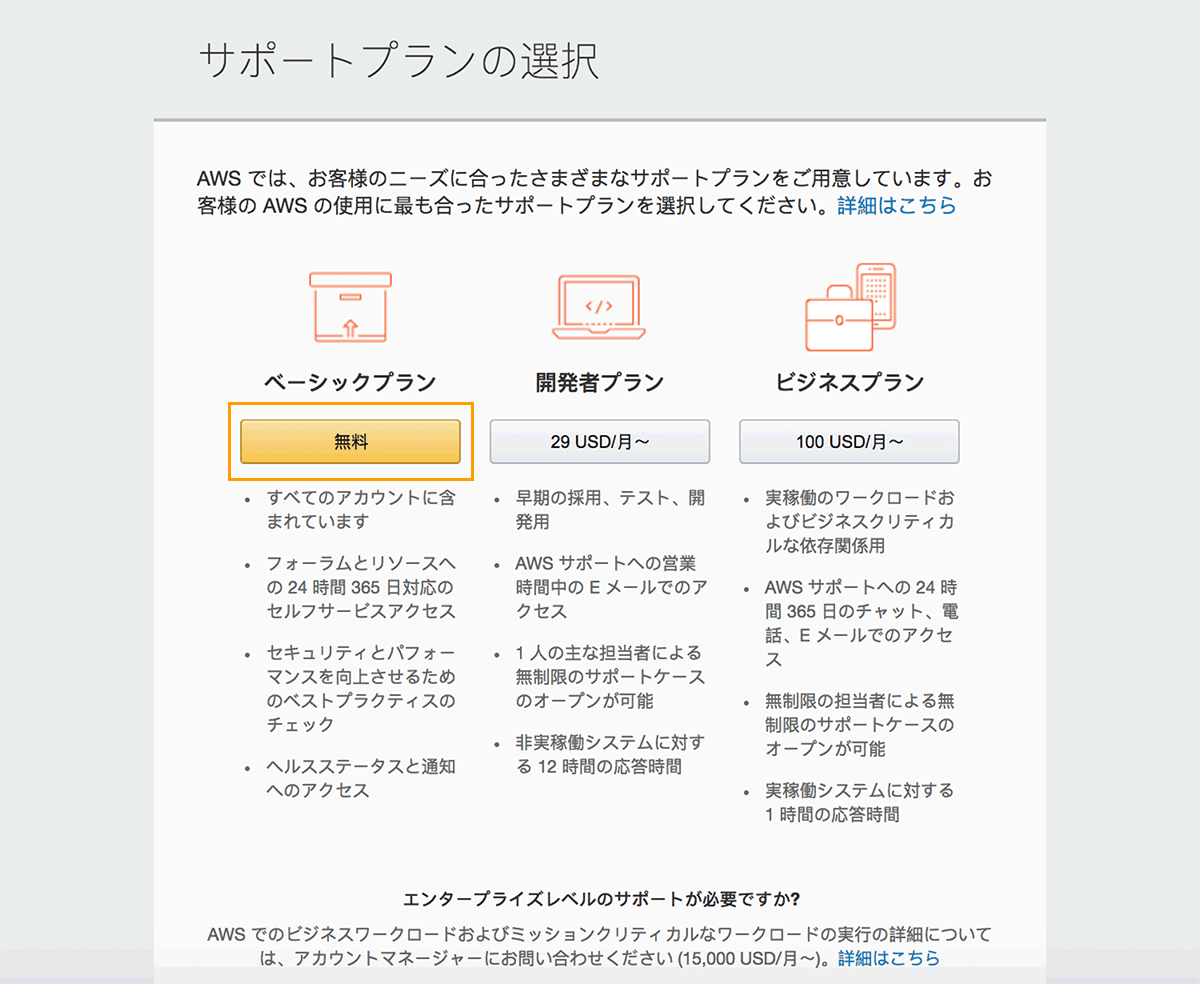 サポートプランの選択
AWS では、お客様のニーズに合ったさまざまなサポートプランをご用意しています。お
客様の AWS の使用に最も合ったサポートプランを選択してください。詳細はこちら
</>
ベーシックプラン
無料
すべてのアカウントに含
まれています
フォーラムとリソースへ
の 24 時間 365 日対応の
セルフサービスアクセス
セキュリティとパフォー
マンスを向上させるため
のベストプラクティスの
チェック
ヘルスステータスと通知
へのアクセス
開発者プラン
29 USD/月〜
早期の採用、テスト、開
発用
AWS サポートへの営業
時間中の E メールでのア
クセス
1 人の主な担当者による
無制限のサポートケース
のオープンが可能
非実稼働システムに対す
る 12 時間の応答時間
ビジネスプラン
100 USD/月〜
実稼働のワークロードお
よびビジネスクリティカ
ルな依存関係用
AWS サポートへの 24 時
間 365 日のチャット、電
話、E メールでのアクセ
ス
無制限の担当者による無
制限のサポートケースの
オープンが可能
実稼働システムに対する
1 時間の応答時間
エンタープライズレベルのサポートが必要ですか?
AWS でのビジネスワークロードおよびミッションクリティカルなワークロードの実行の詳細について
は、アカウントマネージャーにお問い合わせください (15,000 USD/月〜)。詳細はこちら